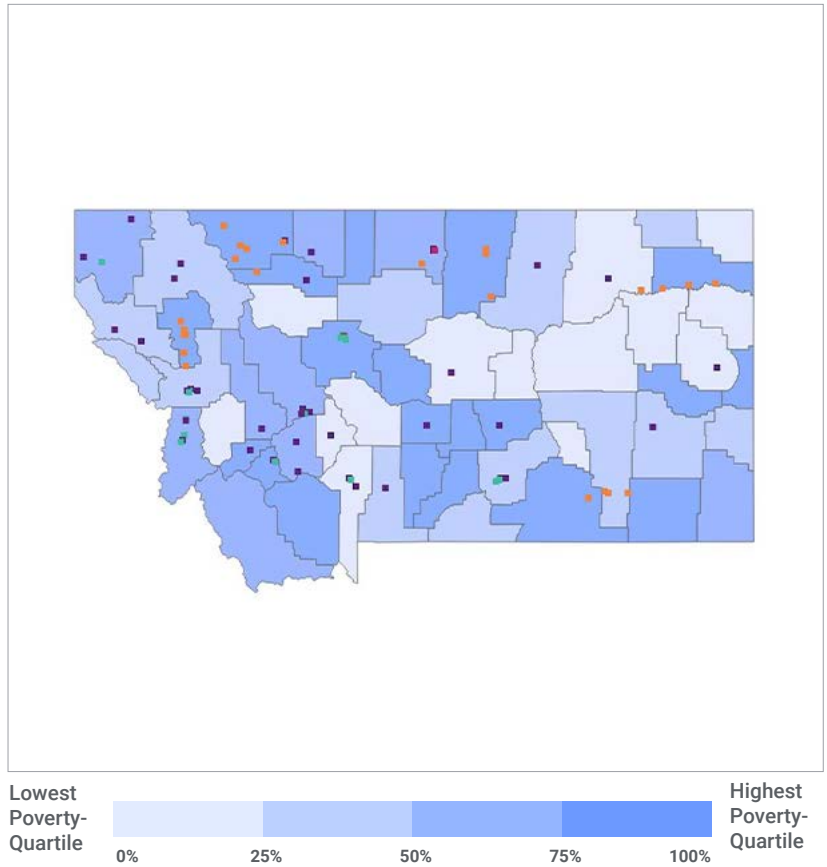 Lowest
Poverty-
Quartile
0%
25%
50%
75%
100%
Highest
Poverty-
Quartile